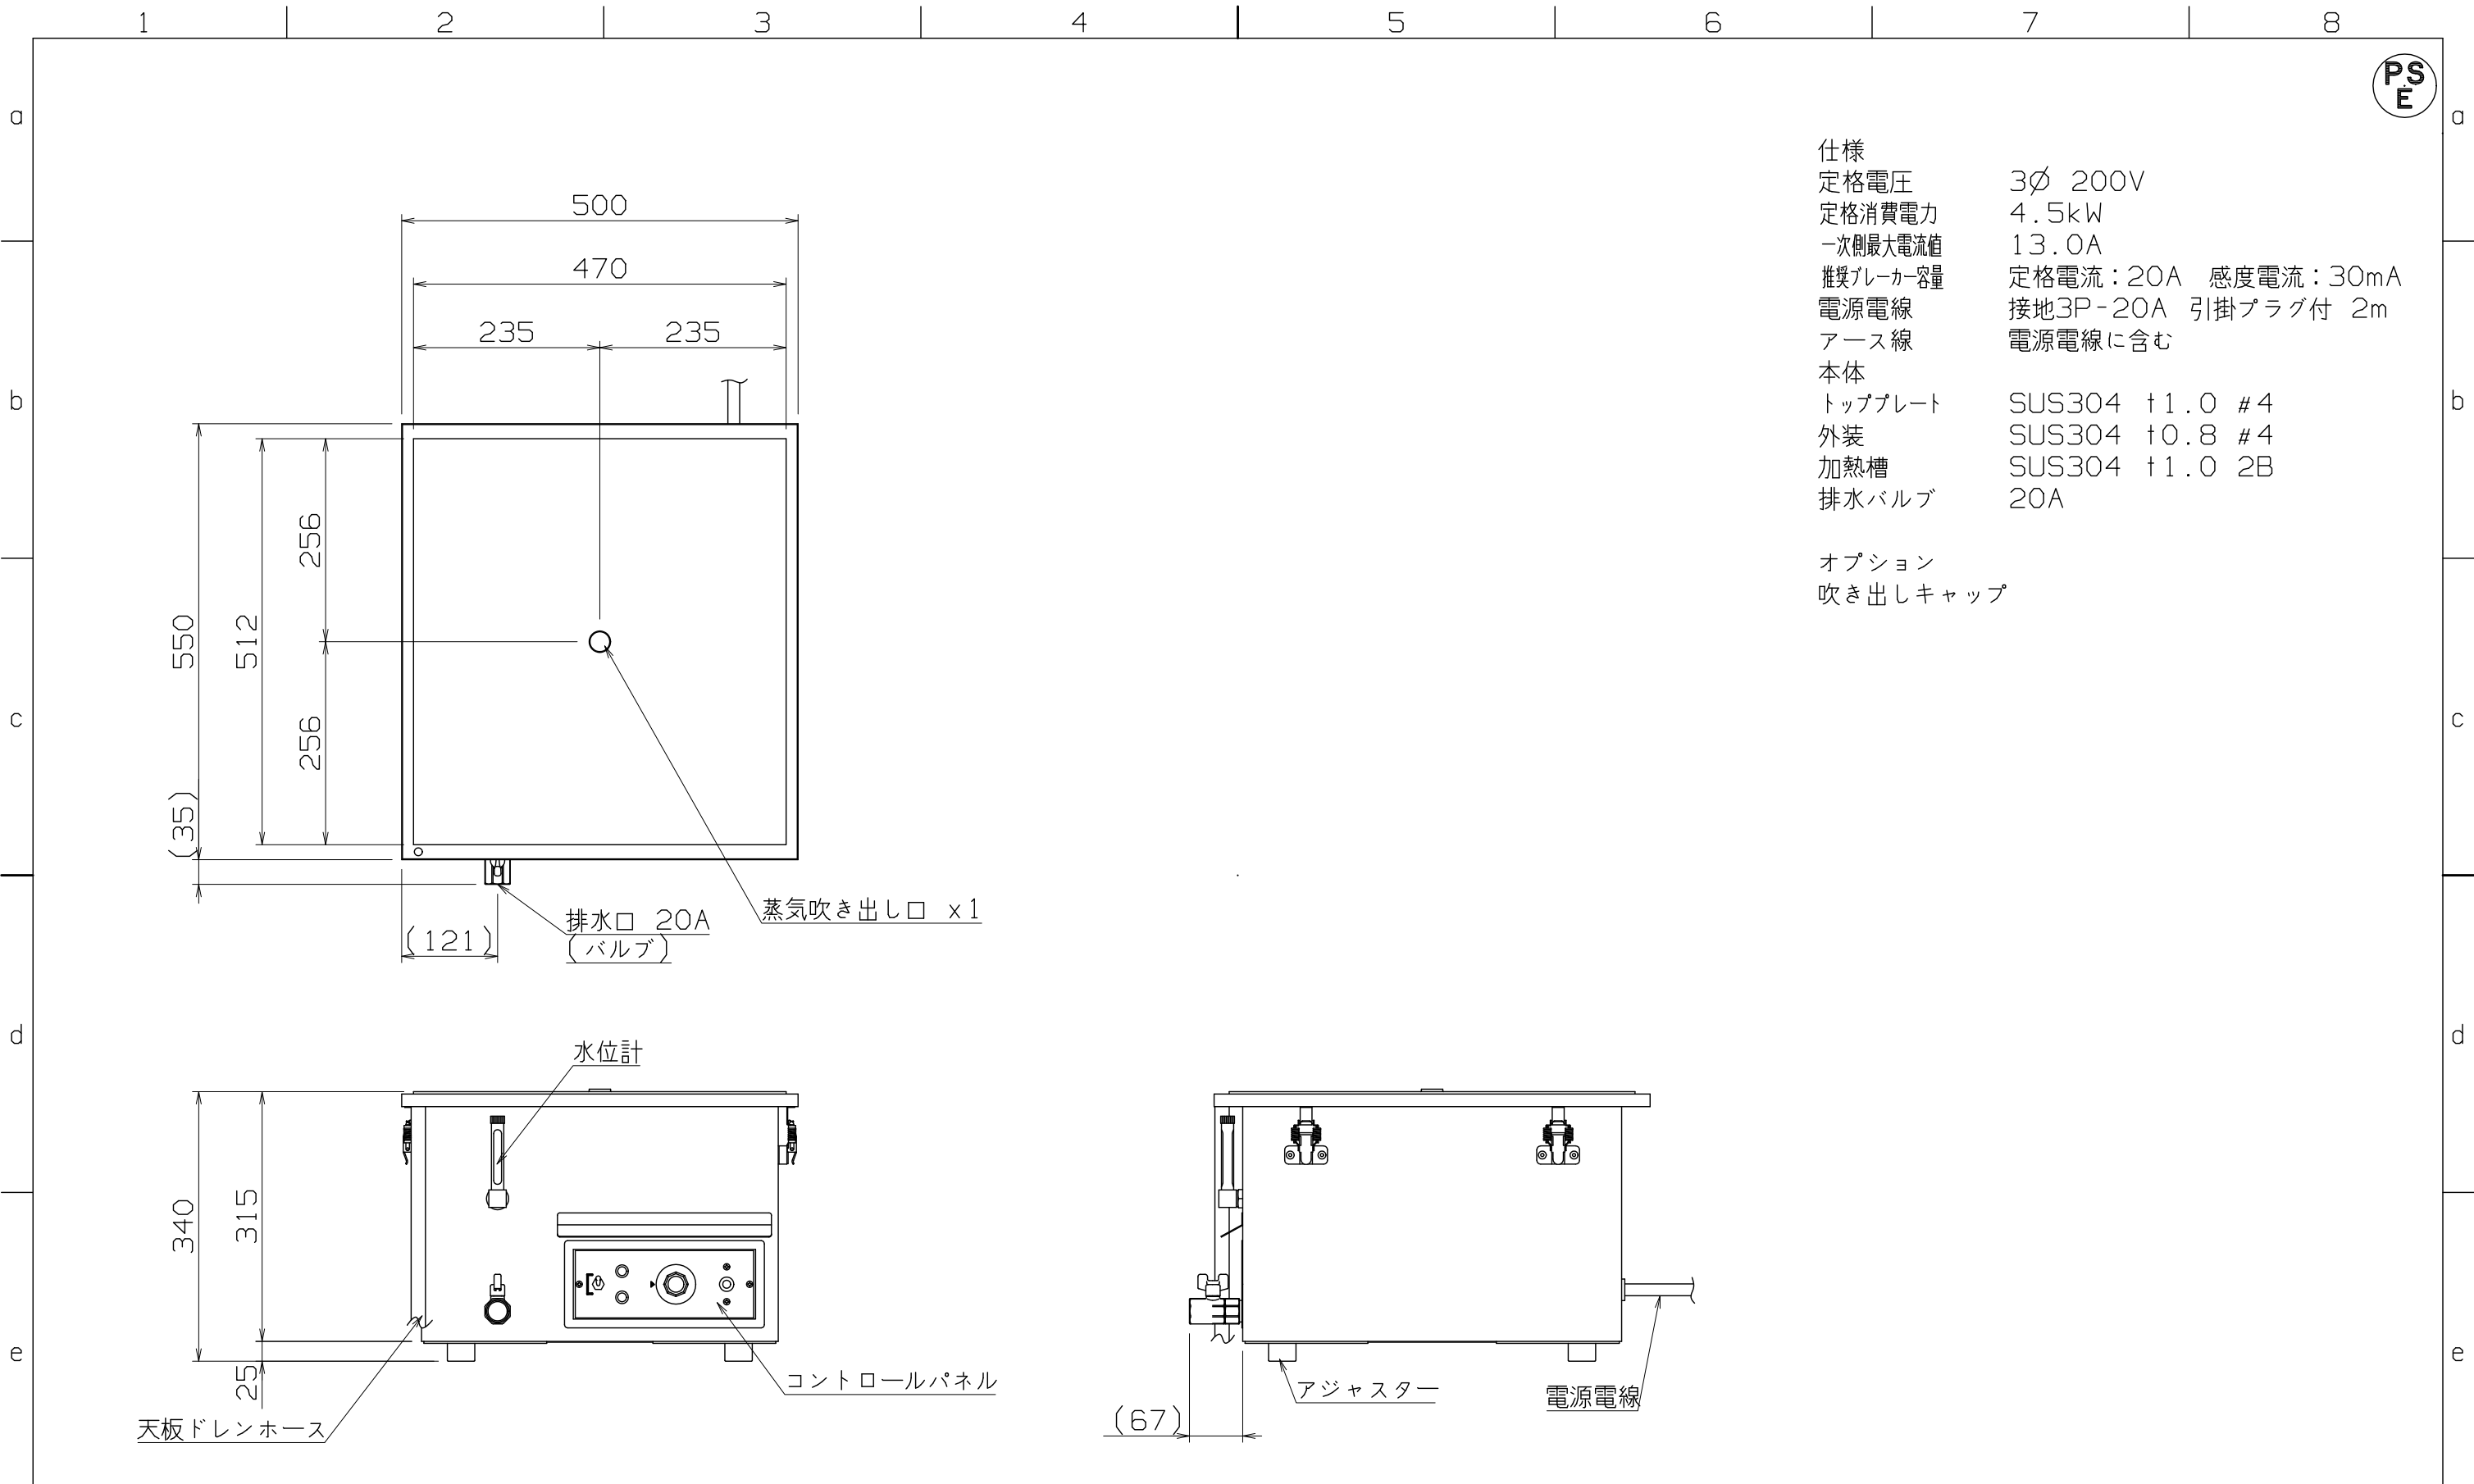 1 2 3 4 5 6 7 8
PS
E
a a
仕様
定格電圧 3Ø 200V
定格消費電力 4.5kW
一次側最大電流値 13.0A
推奨ブレーカー容量 定格電流：20A 感度電流：30mA
電源電線 接地3P-20A 引掛プラグ付 2m
アース線 電源電線に含む
本体
トッププレート SUS304 t1.0 #4
外装 SUS304 t0.8 #4
加熱槽 SUS304 t1.0 2B
排水バルブ 20A
オプション
吹き出しキャップ
500
470
235 235
b b
256
550
512
c c
256
(35)
(121)
排水口 20A
(バルブ)
蒸気吹き出し口 x1
d d
水位計
340
315
25
e e
コントロールパネル
天板ドレンホース
アジャスター
電源電線
(67)